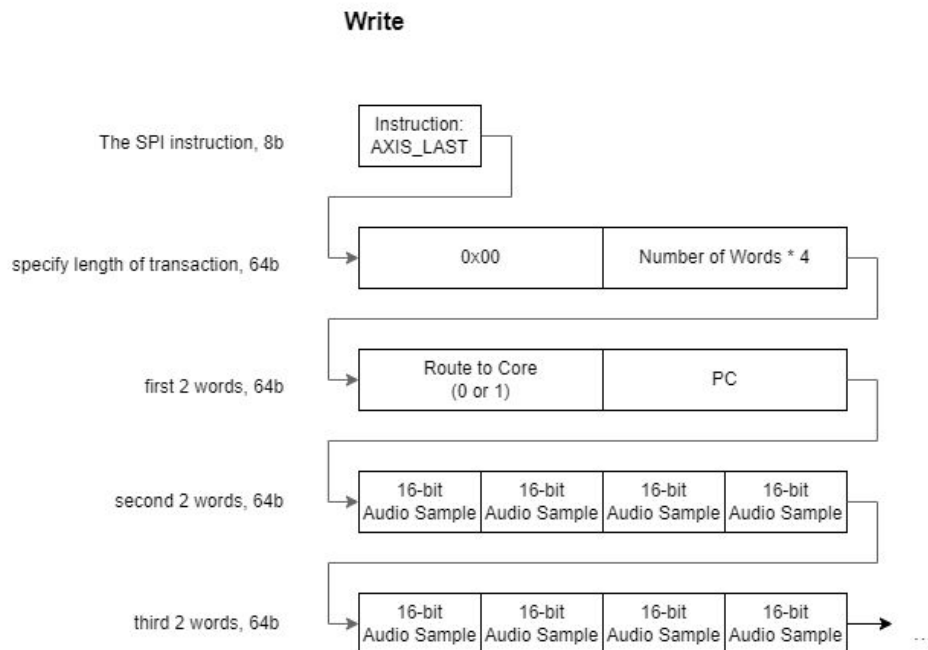 Write
The SPI instruction, 8b
Instruction:
AXIS_LAST
specify length of transaction, 64b
0x00
Number of Words * 4
first 2 words, 64b
Route to Core
(0 or 1)
PC
second 2 words, 64b
16-bit
Audio Sample
16-bit
Audio Sample
16-bit
Audio Sample
16-bit
Audio Sample
third 2 words, 64b
16-bit
Audio Sample
16-bit
Audio Sample
16-bit
Audio Sample
16-bit
Audio Sample
...